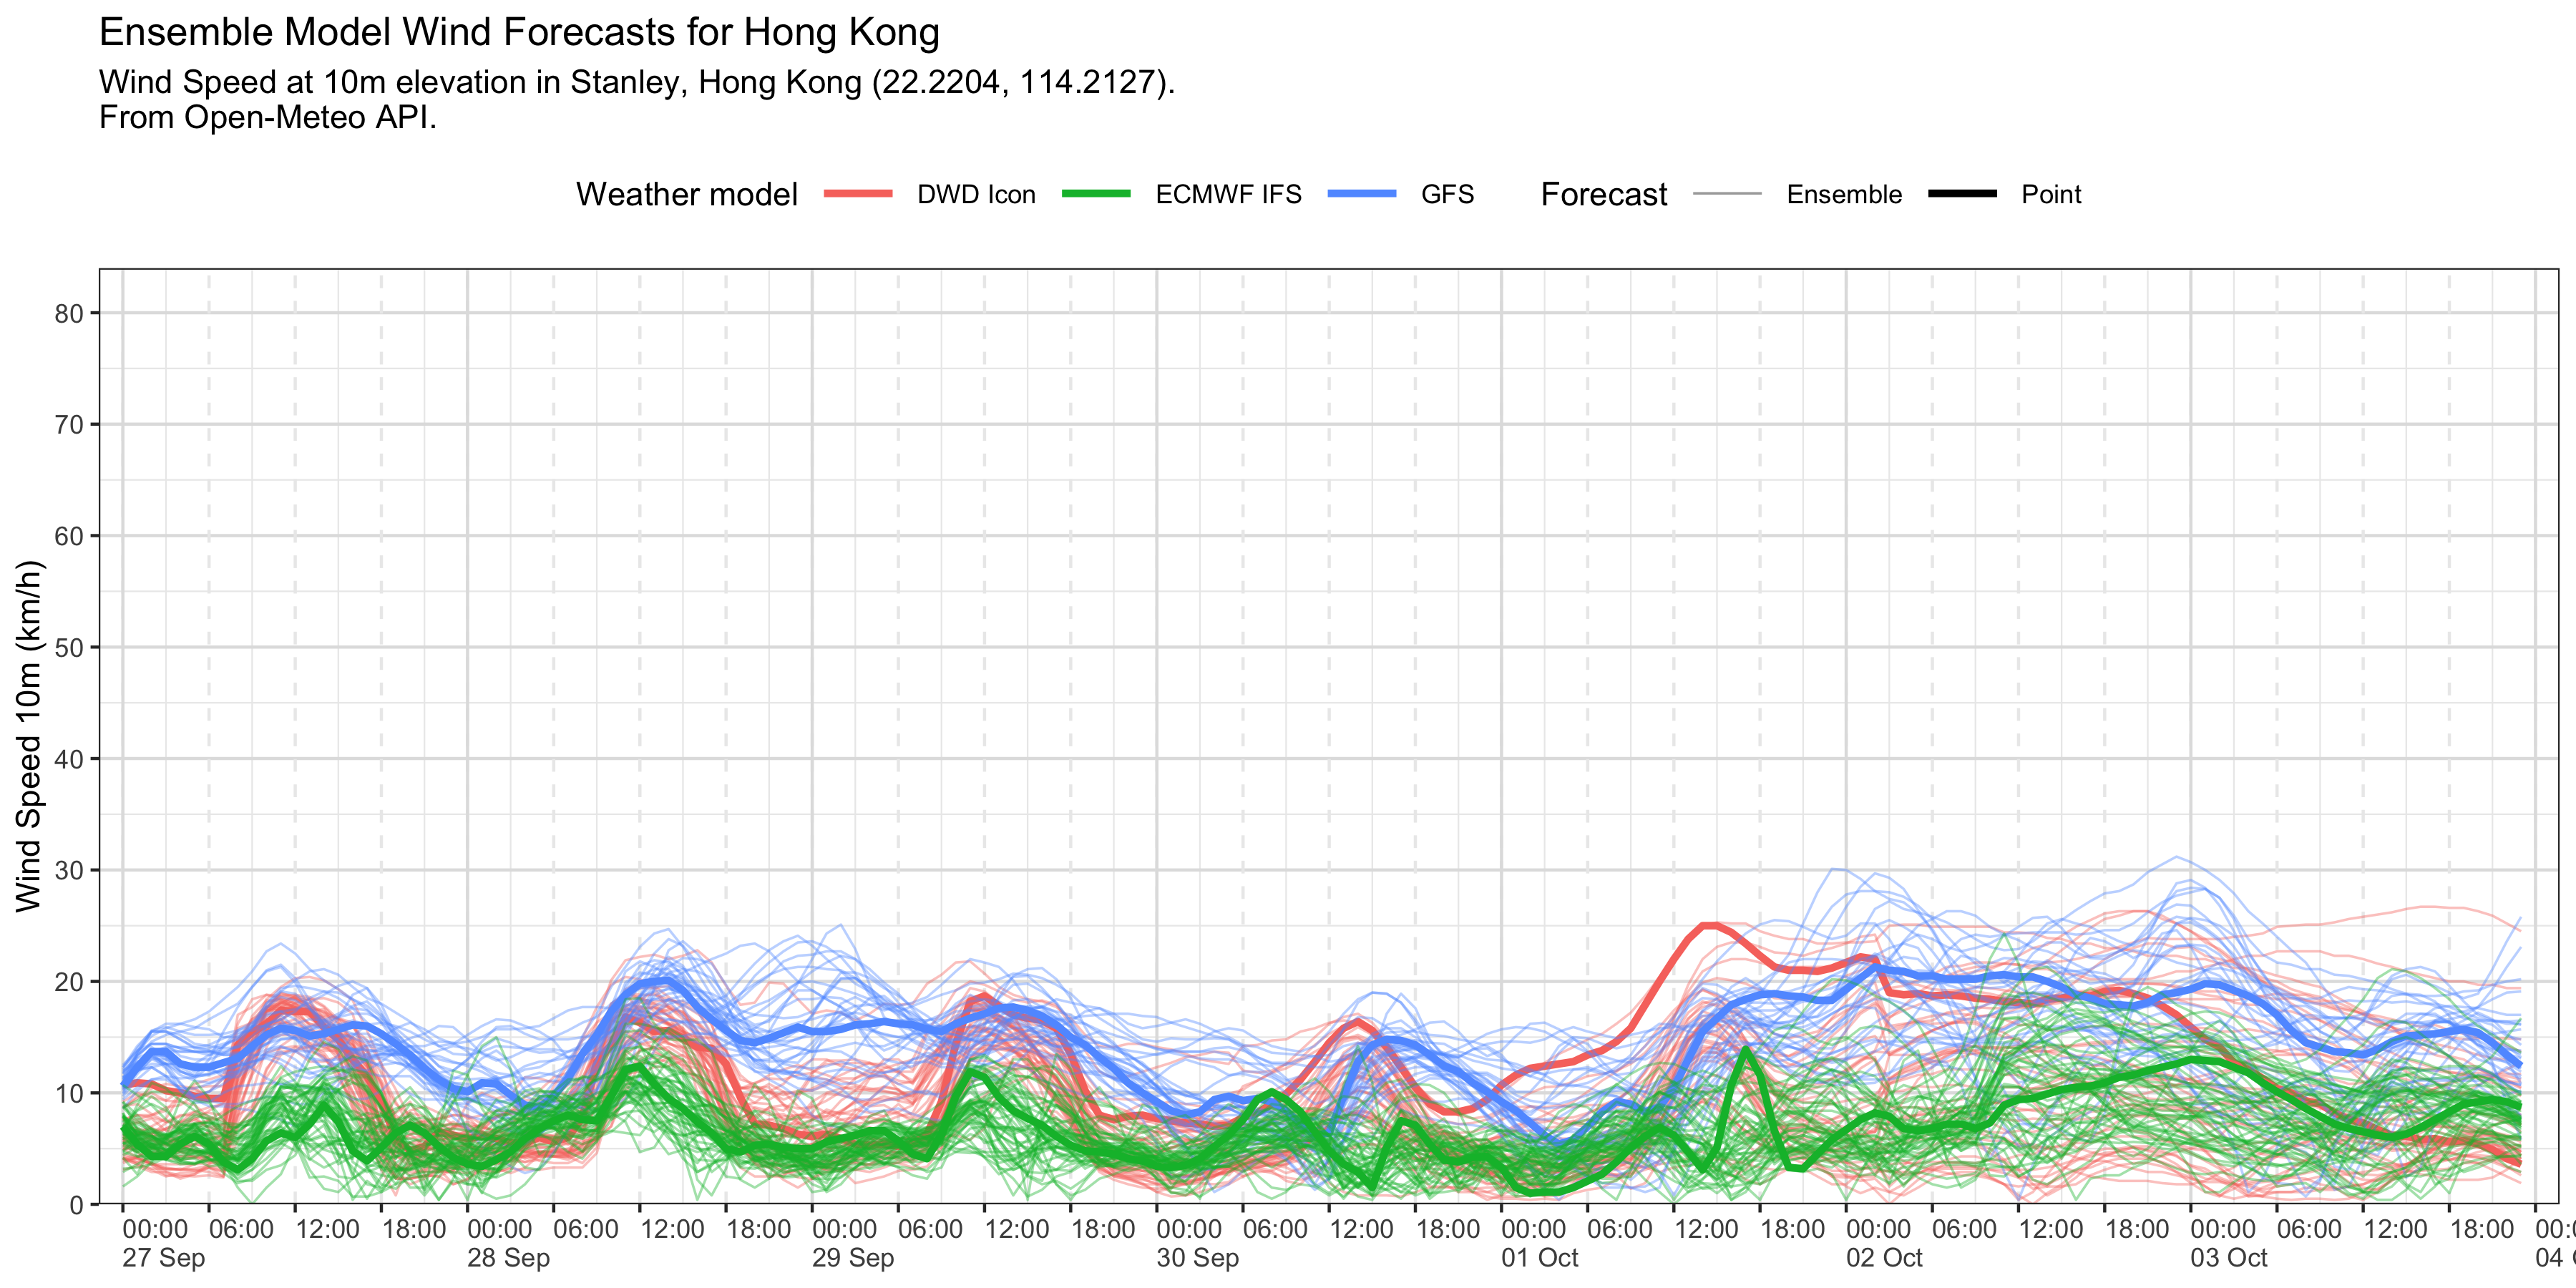 Ensemble Model Wind Forecasts for Hong Kong
Wind Speed at 10m elevation in Stanley, Hong Kong (22.2204, 114.2127).
From Open-Meteo API.
Weather model DWD Icon ECMWF IFS GFS Forecast Ensemble Point
80
70
60
50
40
30
20
10
0
Wind Speed 10m (km/h)
00:00 06:00 12:00 18:00 00:00 06:00 12:00 18:00 00:00 06:00 12:00 18:00 00:00 06:00 12:00 18:00 00:00 06:00 12:00 18:00 00:00 06:00 12:00 18:00 00:00 06:00 12:00 18:00
27 Sep 28 Sep 29 Sep 30 Sep 01 Oct 02 Oct 03 Oct 04